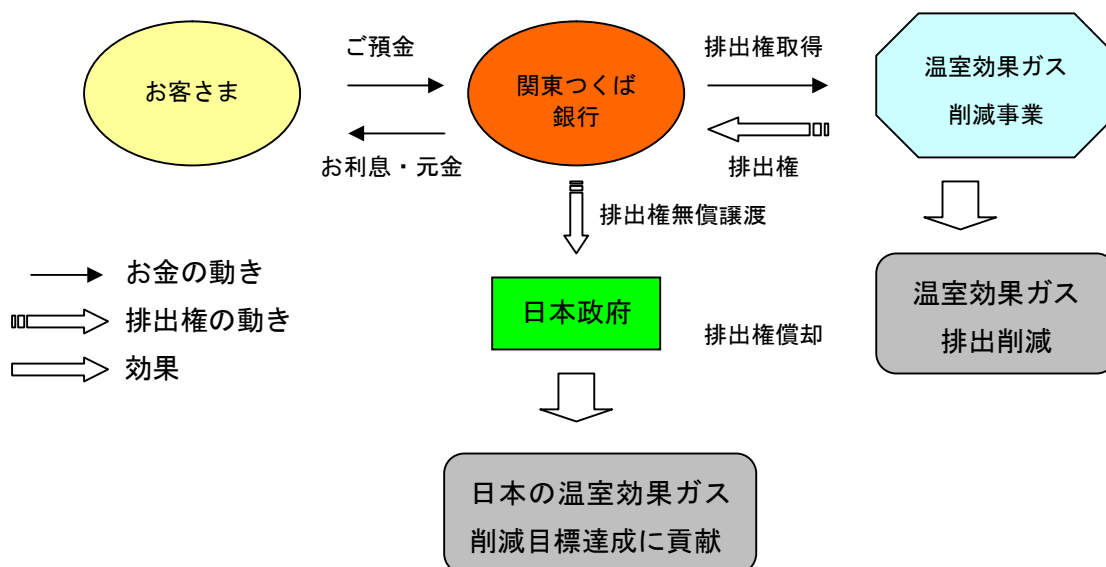 お客さま
ご預金
お利息・元金
関東つくば
銀行
排出権取得
排出権
温室効果ガス
削減事業
排出権無償譲渡
お金の動き
排出権の動き
効果
日本政府
排出権償却
温室効果ガス
排出削減
日本の温室効果ガス
削減目標達成に貢献